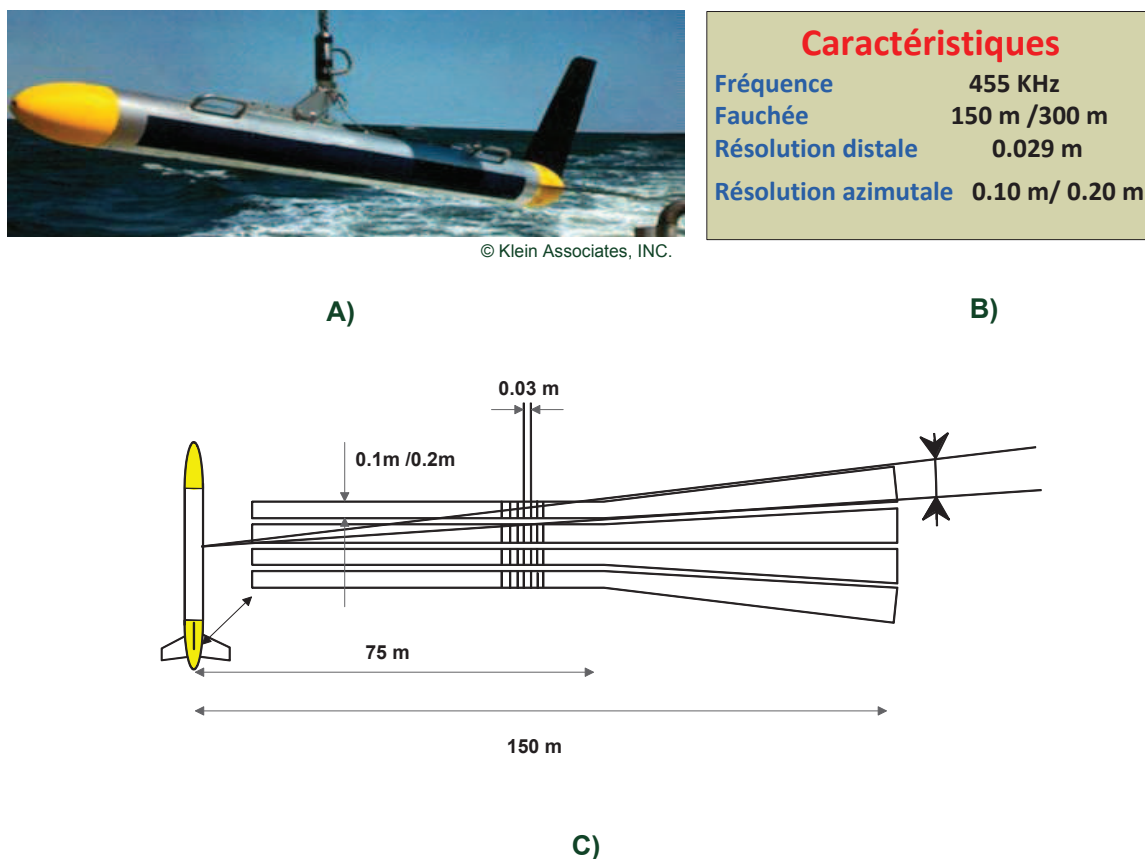 Caractéristiques
Fréquence 455 KHz
Fauchée 150 m /300 m
Résolution distale 0.029 m
Résolution azimutale 0.10 m/ 0.20 m
© Klein Associates, INC.
A)
B)
0.03 m
0.1m /0.2m
75 m
150 m
C)